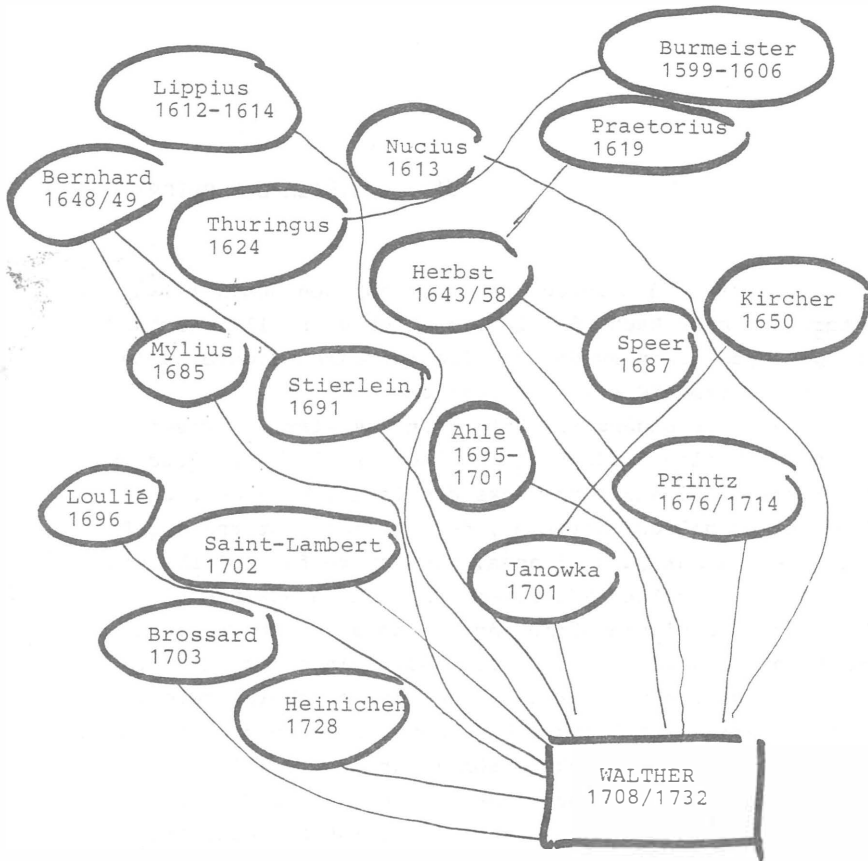 Burmeister
1599-1606
Lippius
1612-1614
Praetorius
1619
Nucius
1613
Bernhard
1648/49
Thuringus
1624
Herbst
1643/58
Kircher
1650
Speer
1687
Mylius
1685
Stierlein
1691
Ahle
1695-
1701
Printz
1676/1714
Loulié
1696
Saint-Lambert
1702
Janowka
1701
Brossard
1703
Heinichen
1728
WALTHER
1708/1732